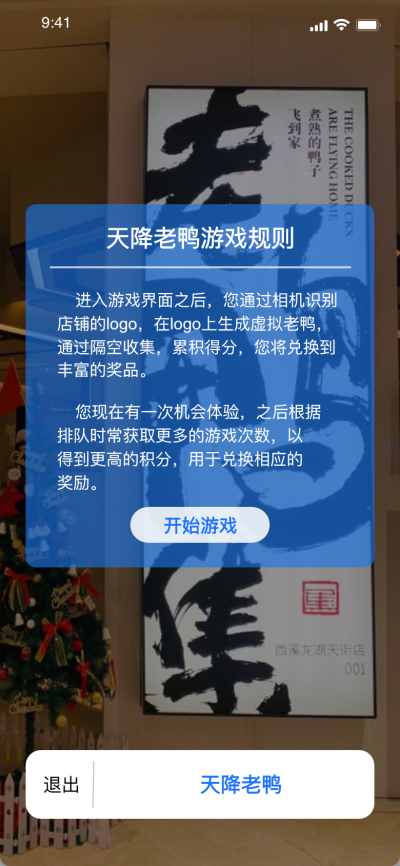 9:41
THE COOKED DUCKS
ARE FLYING HOME
煮熟的鸭子
飞到家
老鸭集
天降老鸭游戏规则
进入游戏界面之后，您通过相机识别
店铺的logo，在logo上生成虚拟老鸭，
通过隔空收集，累积得分，您将兑换到
丰富的奖品。
您现在有一次机会体验，之后根据
排队时常获取更多的游戏次数，以
得到更高的积分，用于兑换相应的
奖励。
开始游戏
西溪龙湖天街店
001
退出
天降老鸭